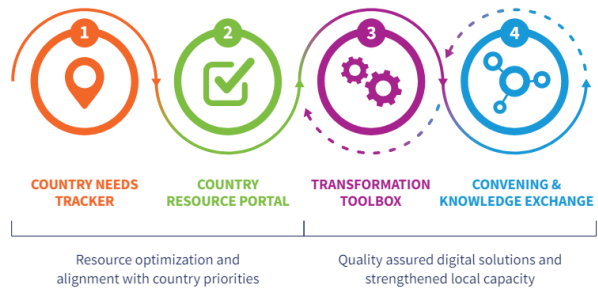 1
2
3
4
COUNTRY NEEDS
TRACKER
COUNTRY
RESOURCE PORTAL
TRANSFORMATION
TOOLBOX
CONVENING &
KNOWLEDGE EXCHANGE
Resource optimization and
alignment with country priorities
Quality assured digital solutions and
strengthened local capacity